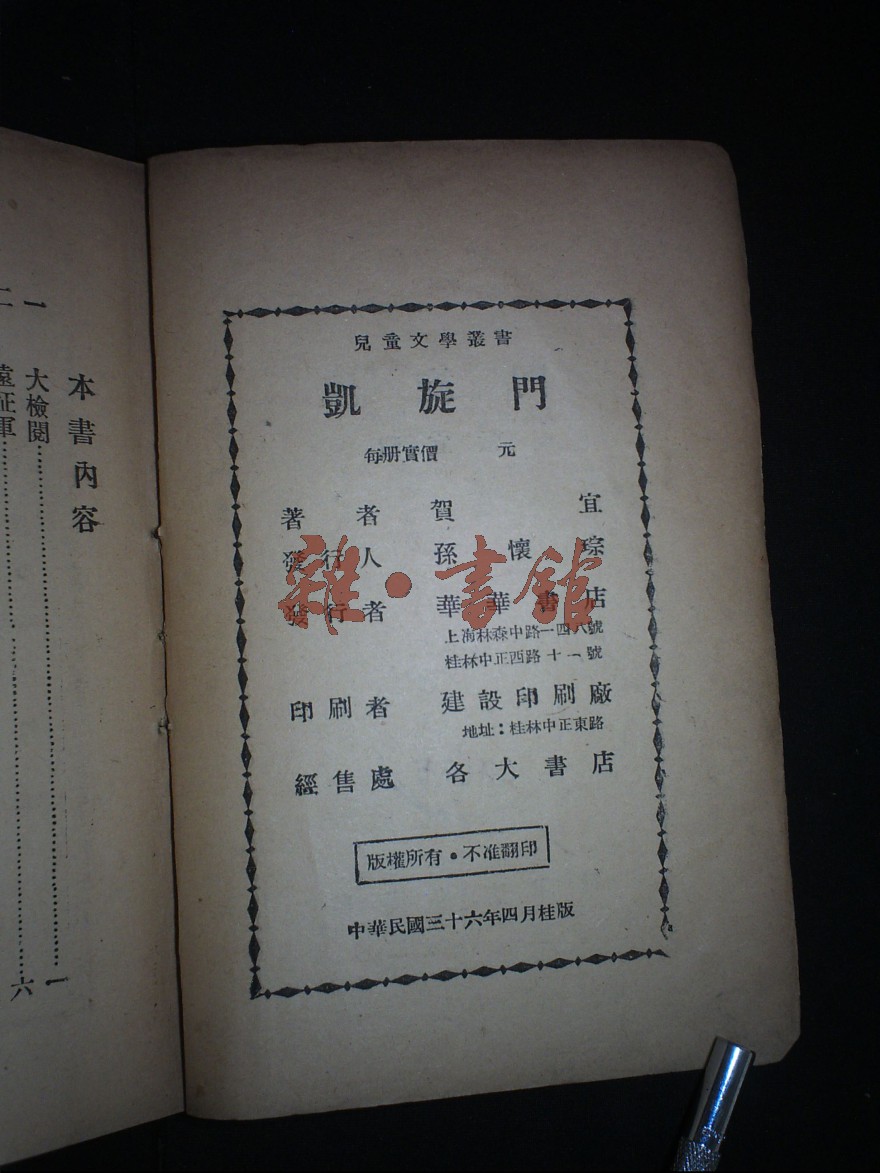 兒童文學叢書
凱旋門
每册實價 元
著者 賀宜
發行人 孫懷琮
發行者 華華書店
上海林森中路一四八號
桂林中正西路十一號
印刷者 建設印刷廠
地址：桂林中正東路
經售處 各大書店
版權所有・不准翻印
中華民國三十六年四月桂版
雜・書館
本書內容
一 大檢閱……………一
二 遠征軍……………六